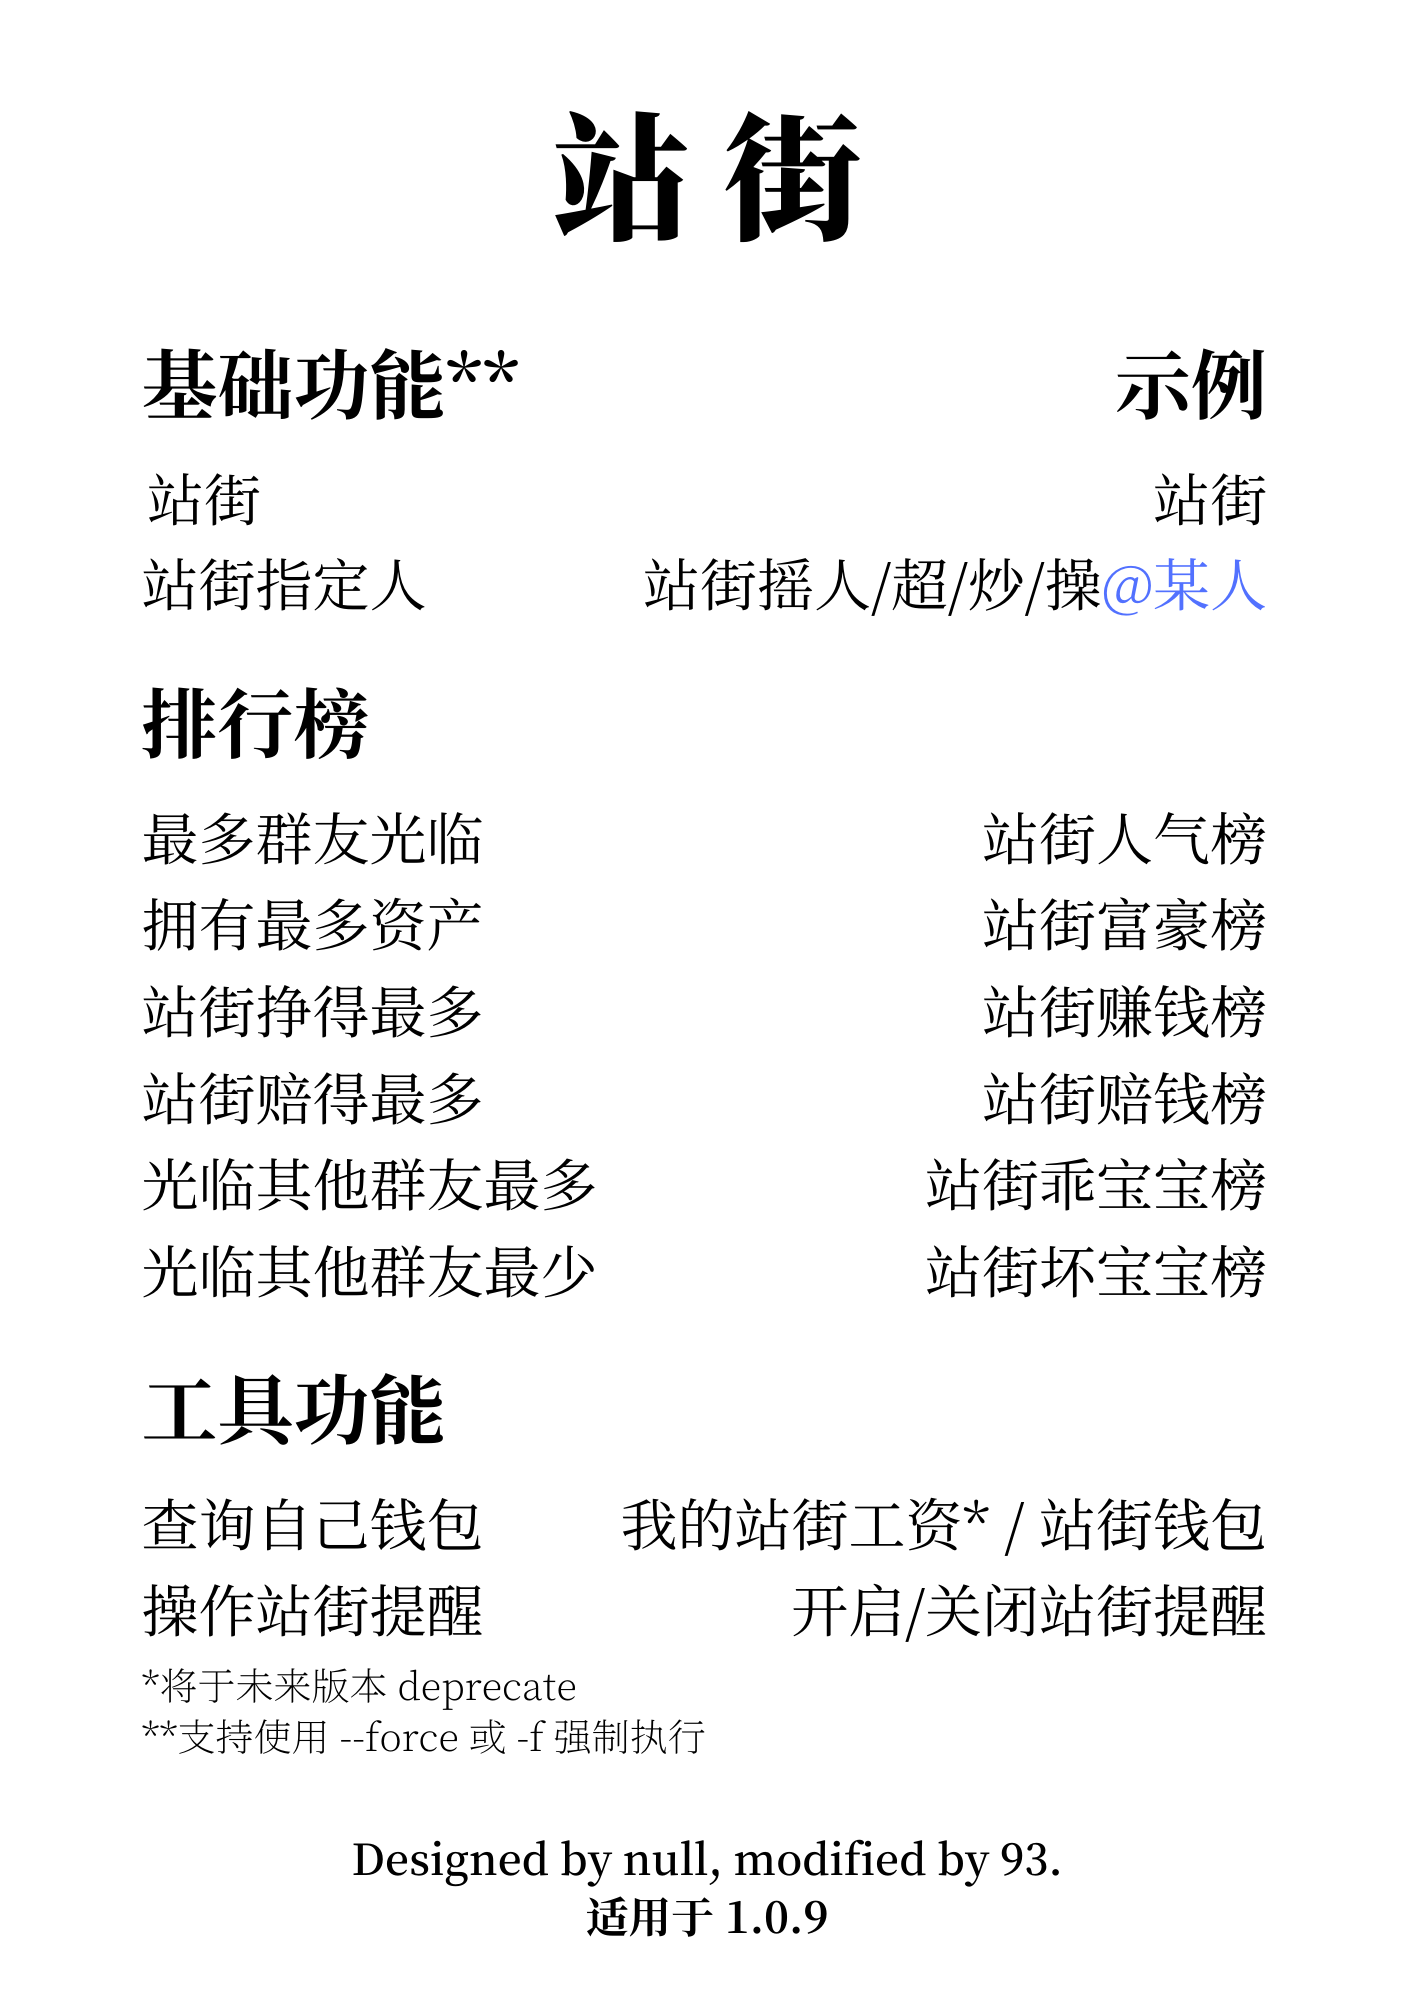 站街
基础功能** 示例
站街 站街
站街指定人 站街摇人/超/炒/操@某人
排行榜
最多群友光临 站街人气榜
拥有最多资产 站街富豪榜
站街挣得最多 站街赚钱榜
站街赔得最多 站街赔钱榜
光临其他群友最多 站街乖宝宝榜
光临其他群友最少 站街坏宝宝榜
工具功能
查询自己钱包 我的站街工资* / 站街钱包
操作站街提醒 开启/关闭站街提醒
*将于未来版本 deprecate
**支持使用 --force 或 -f 强制执行
Designed by null, modified by 93.
适用于 1.0.9